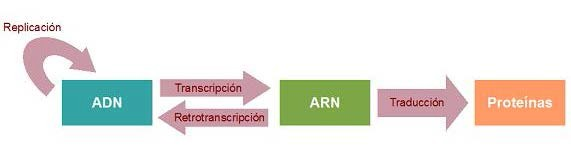 Replicación
ADN
Transcripción
Retrotranscripción
ARN
Traducción
Proteínas